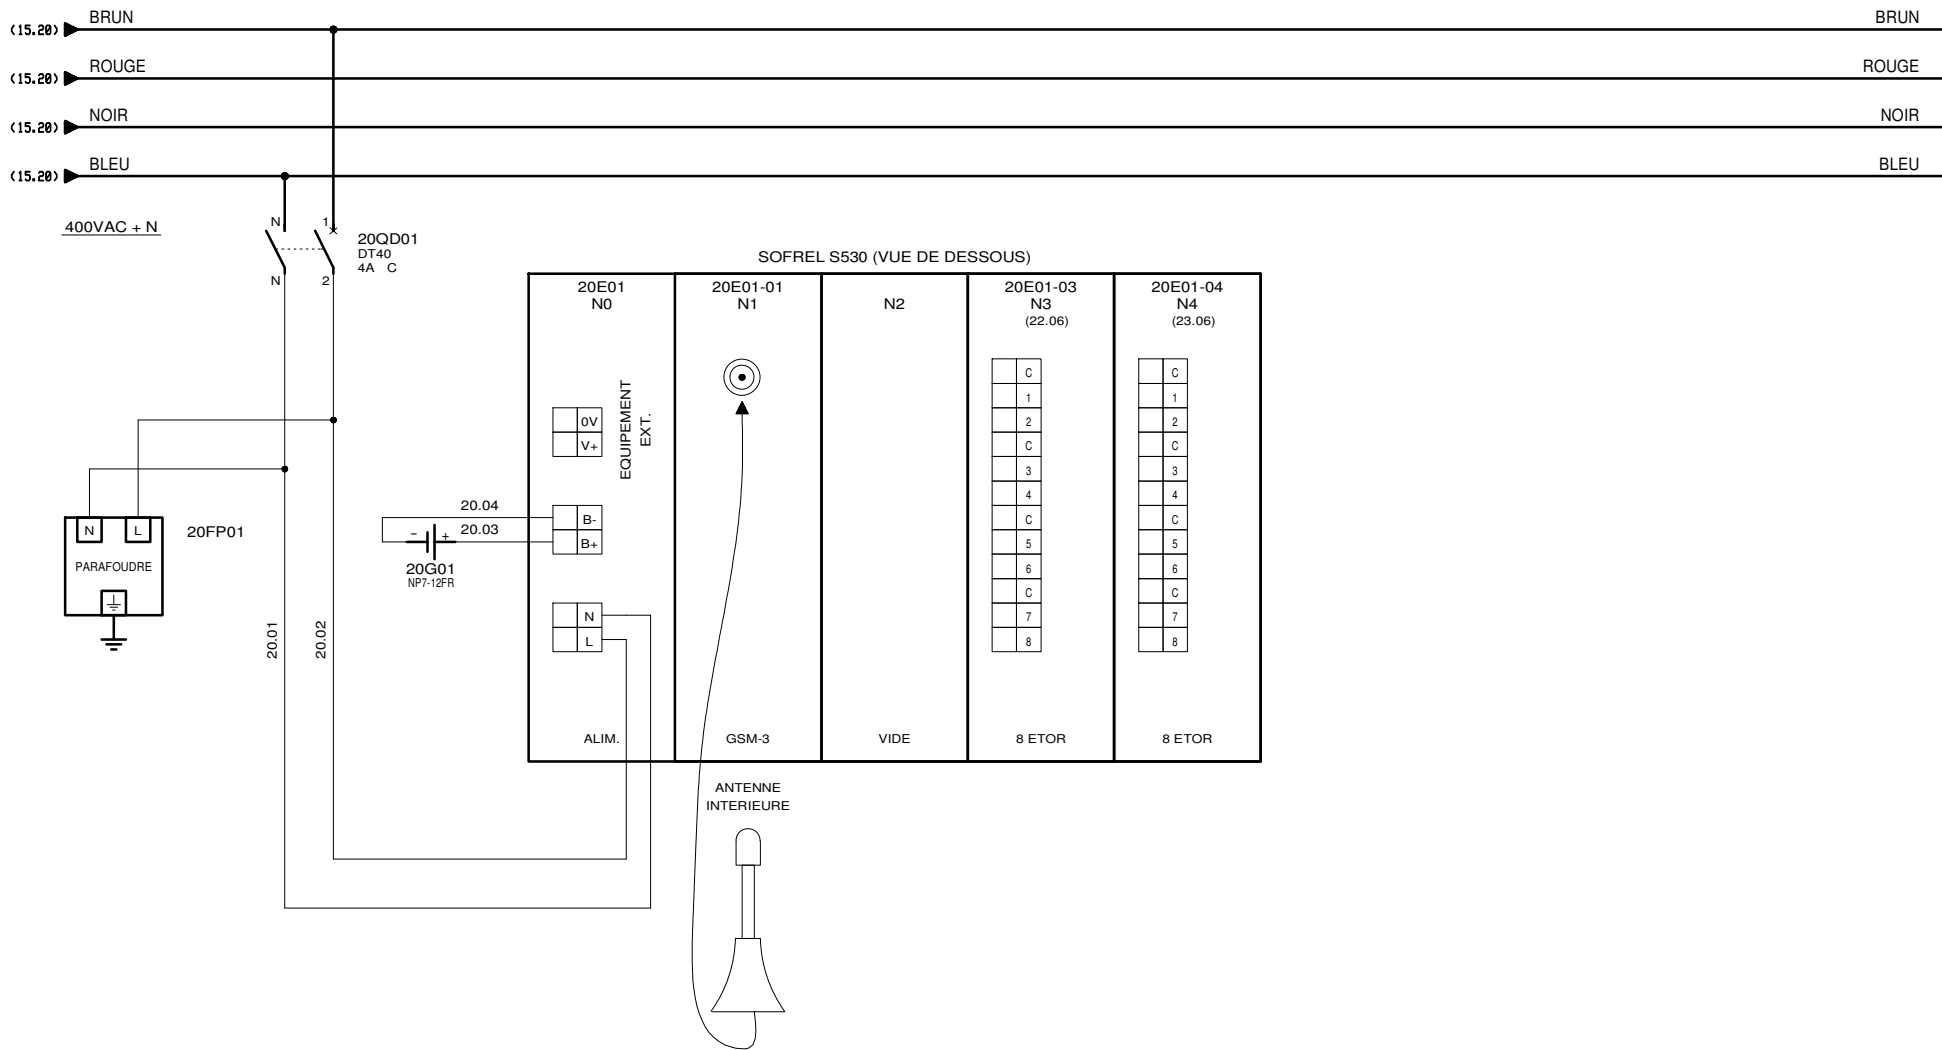 (15.20) BRUN BRUN
(15.20) ROUGE ROUGE
(15.20) NOIR NOIR
(15.20) BLEU BLEU
400VAC + N
N 1
N 2
20QD01
DT40
4A C
SOFREL S530 (VUE DE DESSOUS)
20E01
N0
20E01-01
N1
N2
20E01-03
N3
(22.06)
20E01-04
N4
(23.06)
EQUIPEMENT
EXT.
0V
V+
20.04
B-
20.03
B+
- +
20G01
NP7-12FR
N
L
C
1
2
C
3
4
C
5
6
C
7
8
C
1
2
C
3
4
C
5
6
C
7
8
N L
20FP01
PARAFOUDRE
20.01
20.02
ALIM.
GSM-3
VIDE
8 ETOR
8 ETOR
ANTENNE
INTERIEURE